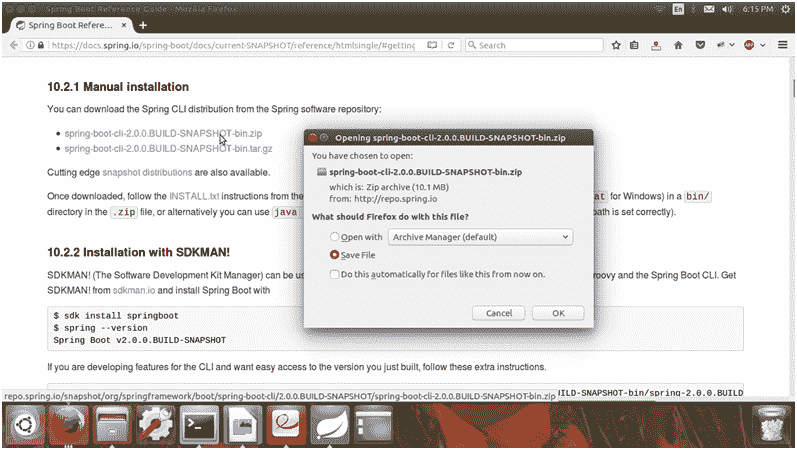 Spring Boot Reference Guide - Mozilla Firefox
En
6:15 PM
Spring Boot Refere...
https://docs.spring.io/spring-boot/docs/current-SNAPSHOT/reference/htmlsingle/#getting
Search
ABP
10.2.1 Manual installation
You can download the Spring CLI distribution from the Spring software repository:
spring-boot-cli-2.0.0.BUILD-SNAPSHOT-bin.zip
spring-boot-cli-2.0.0.BUILD-SNAPSHOT-bin.tar.gz
Cutting edge snapshot distributions are also available.
Once downloaded, follow the INSTALL.txt instructions from the for Windows) in a bin/
directory in the .zip file, or alternatively you can use java path is set correctly).
10.2.2 Installation with SDKMAN!
SDKMAN! (The Software Development Kit Manager) can be us and the Spring Boot CLI. Get
SDKMAN! from sdkman.io and install Spring Boot with
$ sdk install springboot
$ spring --version
Spring Boot v2.0.0.BUILD-SNAPSHOT
If you are developing features for the CLI and want easy access to the version you just built, follow these extra instructions.
repo.spring.io/snapshot/org/springframework/boot/spring-boot-cli/2.0.0.BUILD-SNAPSHOT/spring-boot-cli-2.0.0.BUILD-SNAPSHOT-bin.zip
ILD-SNAPSHOT-bin/spring-2.0.0.BUILD
Opening spring-boot-cli-2.0.0.BUILD-SNAPSHOT-bin.zip
You have chosen to open:
spring-boot-cli-2.0.0.BUILD-SNAPSHOT-bin.zip
which is: Zip archive (10.1 MB)
from: http://repo.spring.io
What should Firefox do with this file?
Open with Archive Manager (default)
Save File
Do this automatically for files like this from now on.
Cancel OK